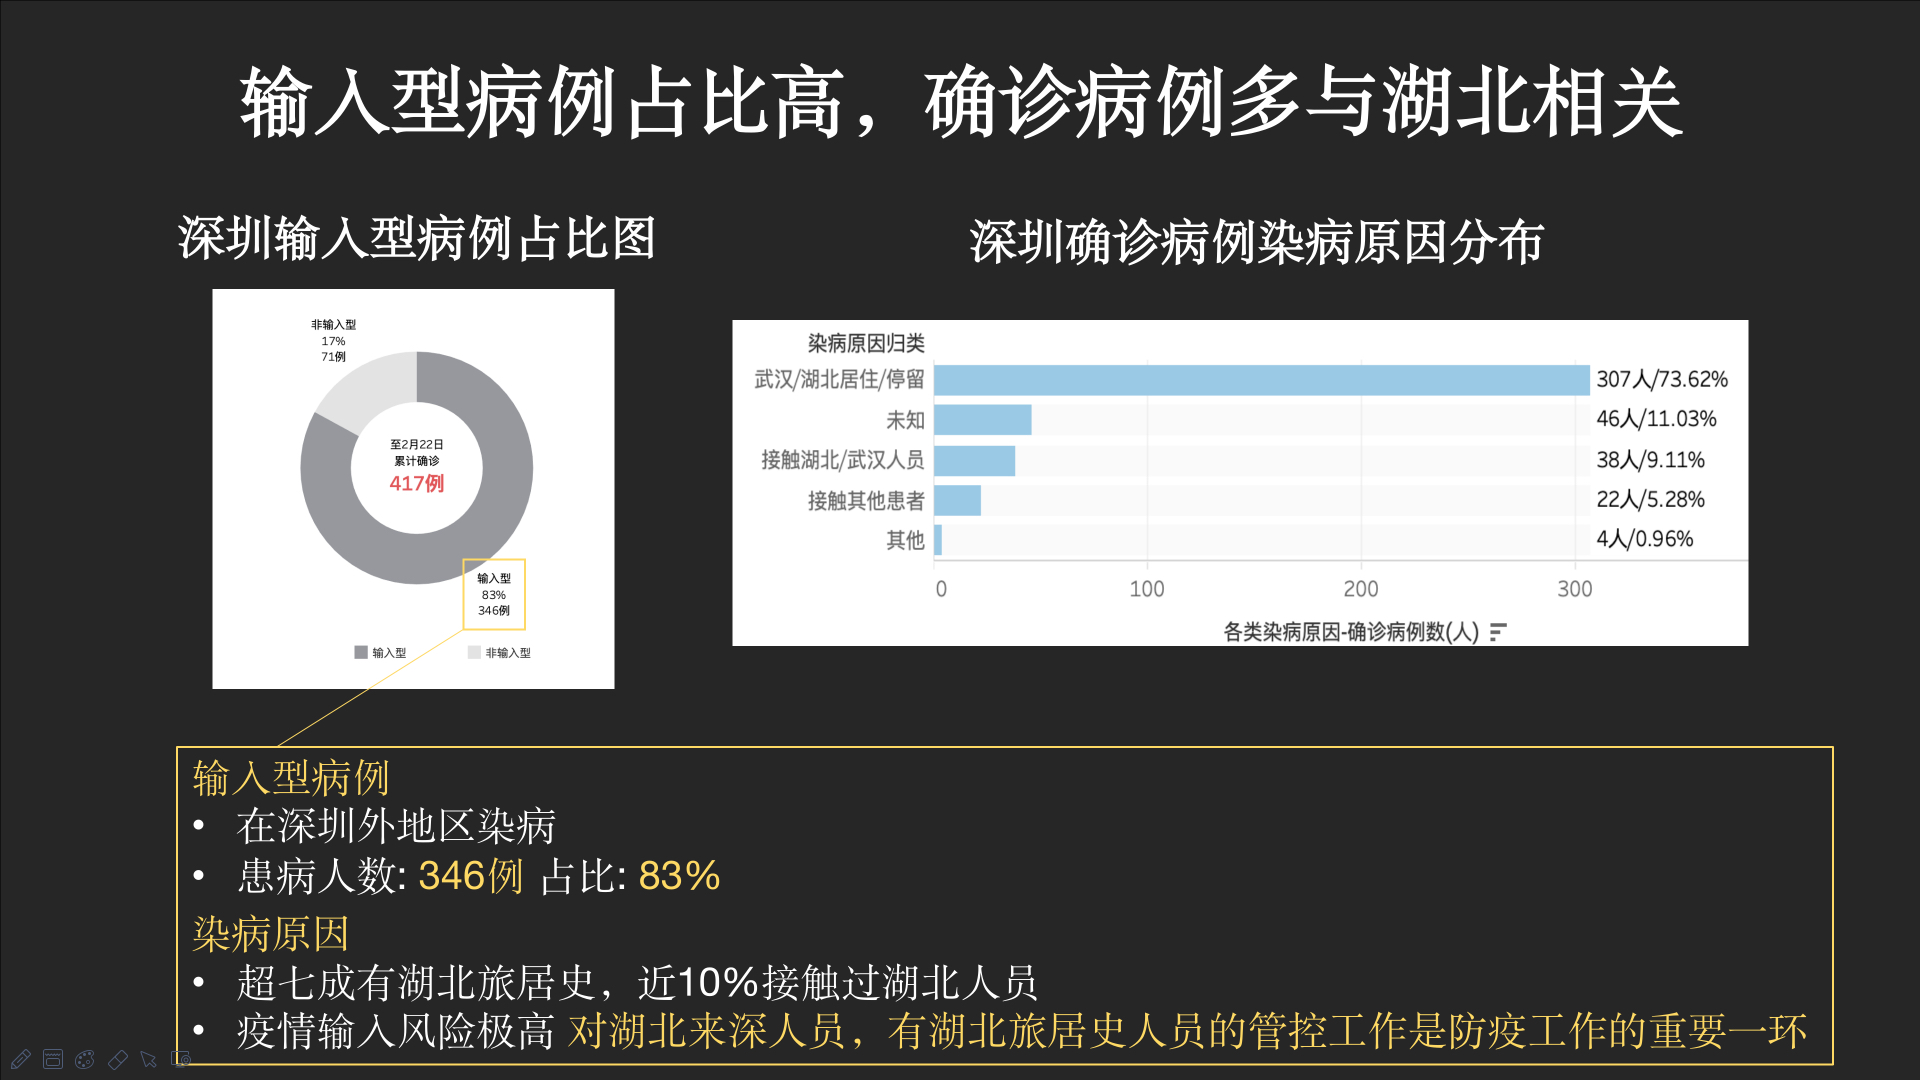 输入型病例占比高，确诊病例多与湖北相关
深圳输入型病例占比图
非输入型
17%
71例
至2月22日
累计确诊
417例
输入型
83%
346例
输入型
非输入型
深圳确诊病例染病原因分布
染病原因归类
武汉/湖北居住/停留 307人/73.62%
未知 46人/11.03%
接触湖北/武汉人员 38人/9.11%
接触其他患者 22人/5.28%
其他 4人/0.96%
0 100 200 300
各类染病原因-确诊病例数(人)
输入型病例
• 在深圳外地区染病
• 患病人数: 346例 占比: 83%
染病原因
• 超七成有湖北旅居史，近10%接触过湖北人员
• 疫情输入风险极高 对湖北来深人员，有湖北旅居史人员的管控工作是防疫工作的重要一环